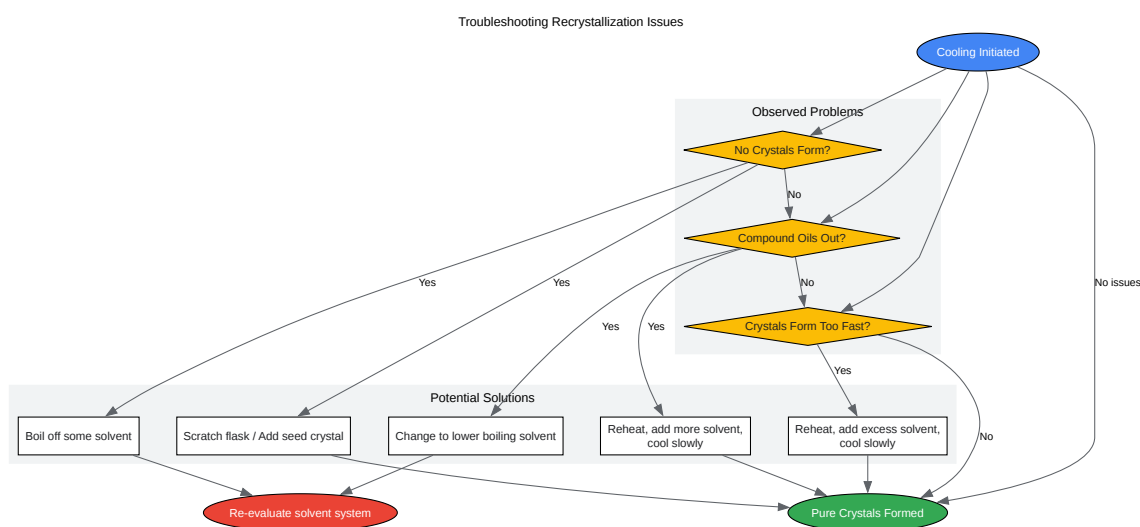 Troubleshooting Recrystallization Issues
Cooling Initiated
Observed Problems
No Crystals Form?
No
Compound Oils Out?
Yes
Yes
No
No issues
Crystals Form Too Fast?
Yes
Yes
Yes
Potential Solutions
Boil off some solvent
Scratch flask / Add seed crystal
Change to lower boiling solvent
Reheat, add more solvent,
cool slowly
Reheat, add excess solvent,
cool slowly
No
Re-evaluate solvent system
Pure Crystals Formed